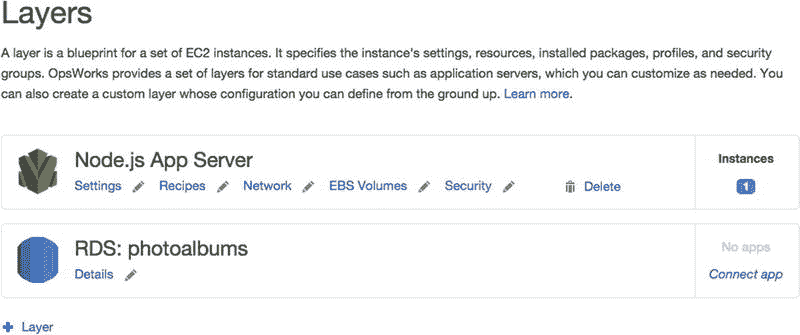 Layers
A layer is a blueprint for a set of EC2 instances. It specifies the instance's settings, resources, installed packages, profiles, and security
groups. OpsWorks provides a set of layers for standard use cases such as application servers, which you can customize as needed. You
can also create a custom layer whose configuration you can define from the ground up. Learn more.
Node.js App Server
Instances
Settings Recipes Network EBS Volumes Security Delete
1
RDS: photoalbums
No apps
Details
Connect app
Layer